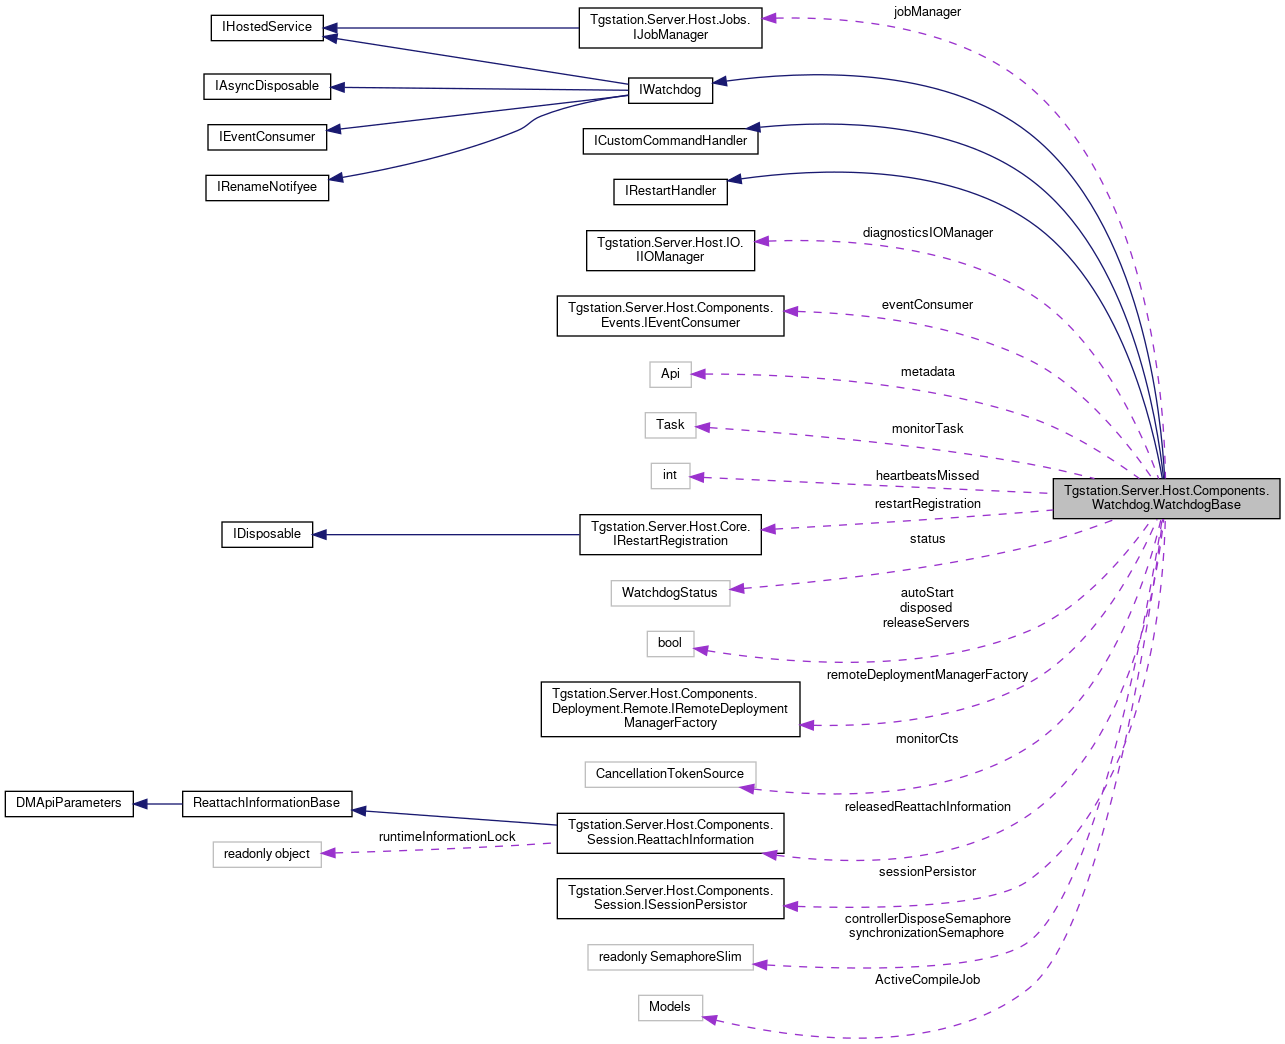 jobManager
IHostedService
Tgstation.Server.Host.Jobs.
IJobManager
IAsyncDisposable
IWatchdog
IEventConsumer
ICustomCommandHandler
IRenameNotifyee
IRestartHandler
diagnosticsIOManager
Tgstation.Server.Host.IO.
IIOManager
eventConsumer
Tgstation.Server.Host.Components.
Events.IEventConsumer
metadata
Api
monitorTask
Task
heartbeatsMissed
int
Tgstation.Server.Host.Components.
Watchdog.WatchdogBase
restartRegistration
IDisposable
Tgstation.Server.Host.Core.
IRestartRegistration
status
WatchdogStatus
autoStart
disposed
releaseServers
bool
remoteDeploymentManagerFactory
Tgstation.Server.Host.Components.
Deployment.Remote.IRemoteDeployment
ManagerFactory
monitorCts
CancellationTokenSource
DMApiParameters
ReattachInformationBase
releasedReattachInformation
Tgstation.Server.Host.Components.
Session.ReattachInformation
runtimeInformationLock
readonly object
sessionPersistor
Tgstation.Server.Host.Components.
Session.ISessionPersistor
controllerDisposeSemaphore
synchronizationSemaphore
readonly SemaphoreSlim
ActiveCompileJob
Models